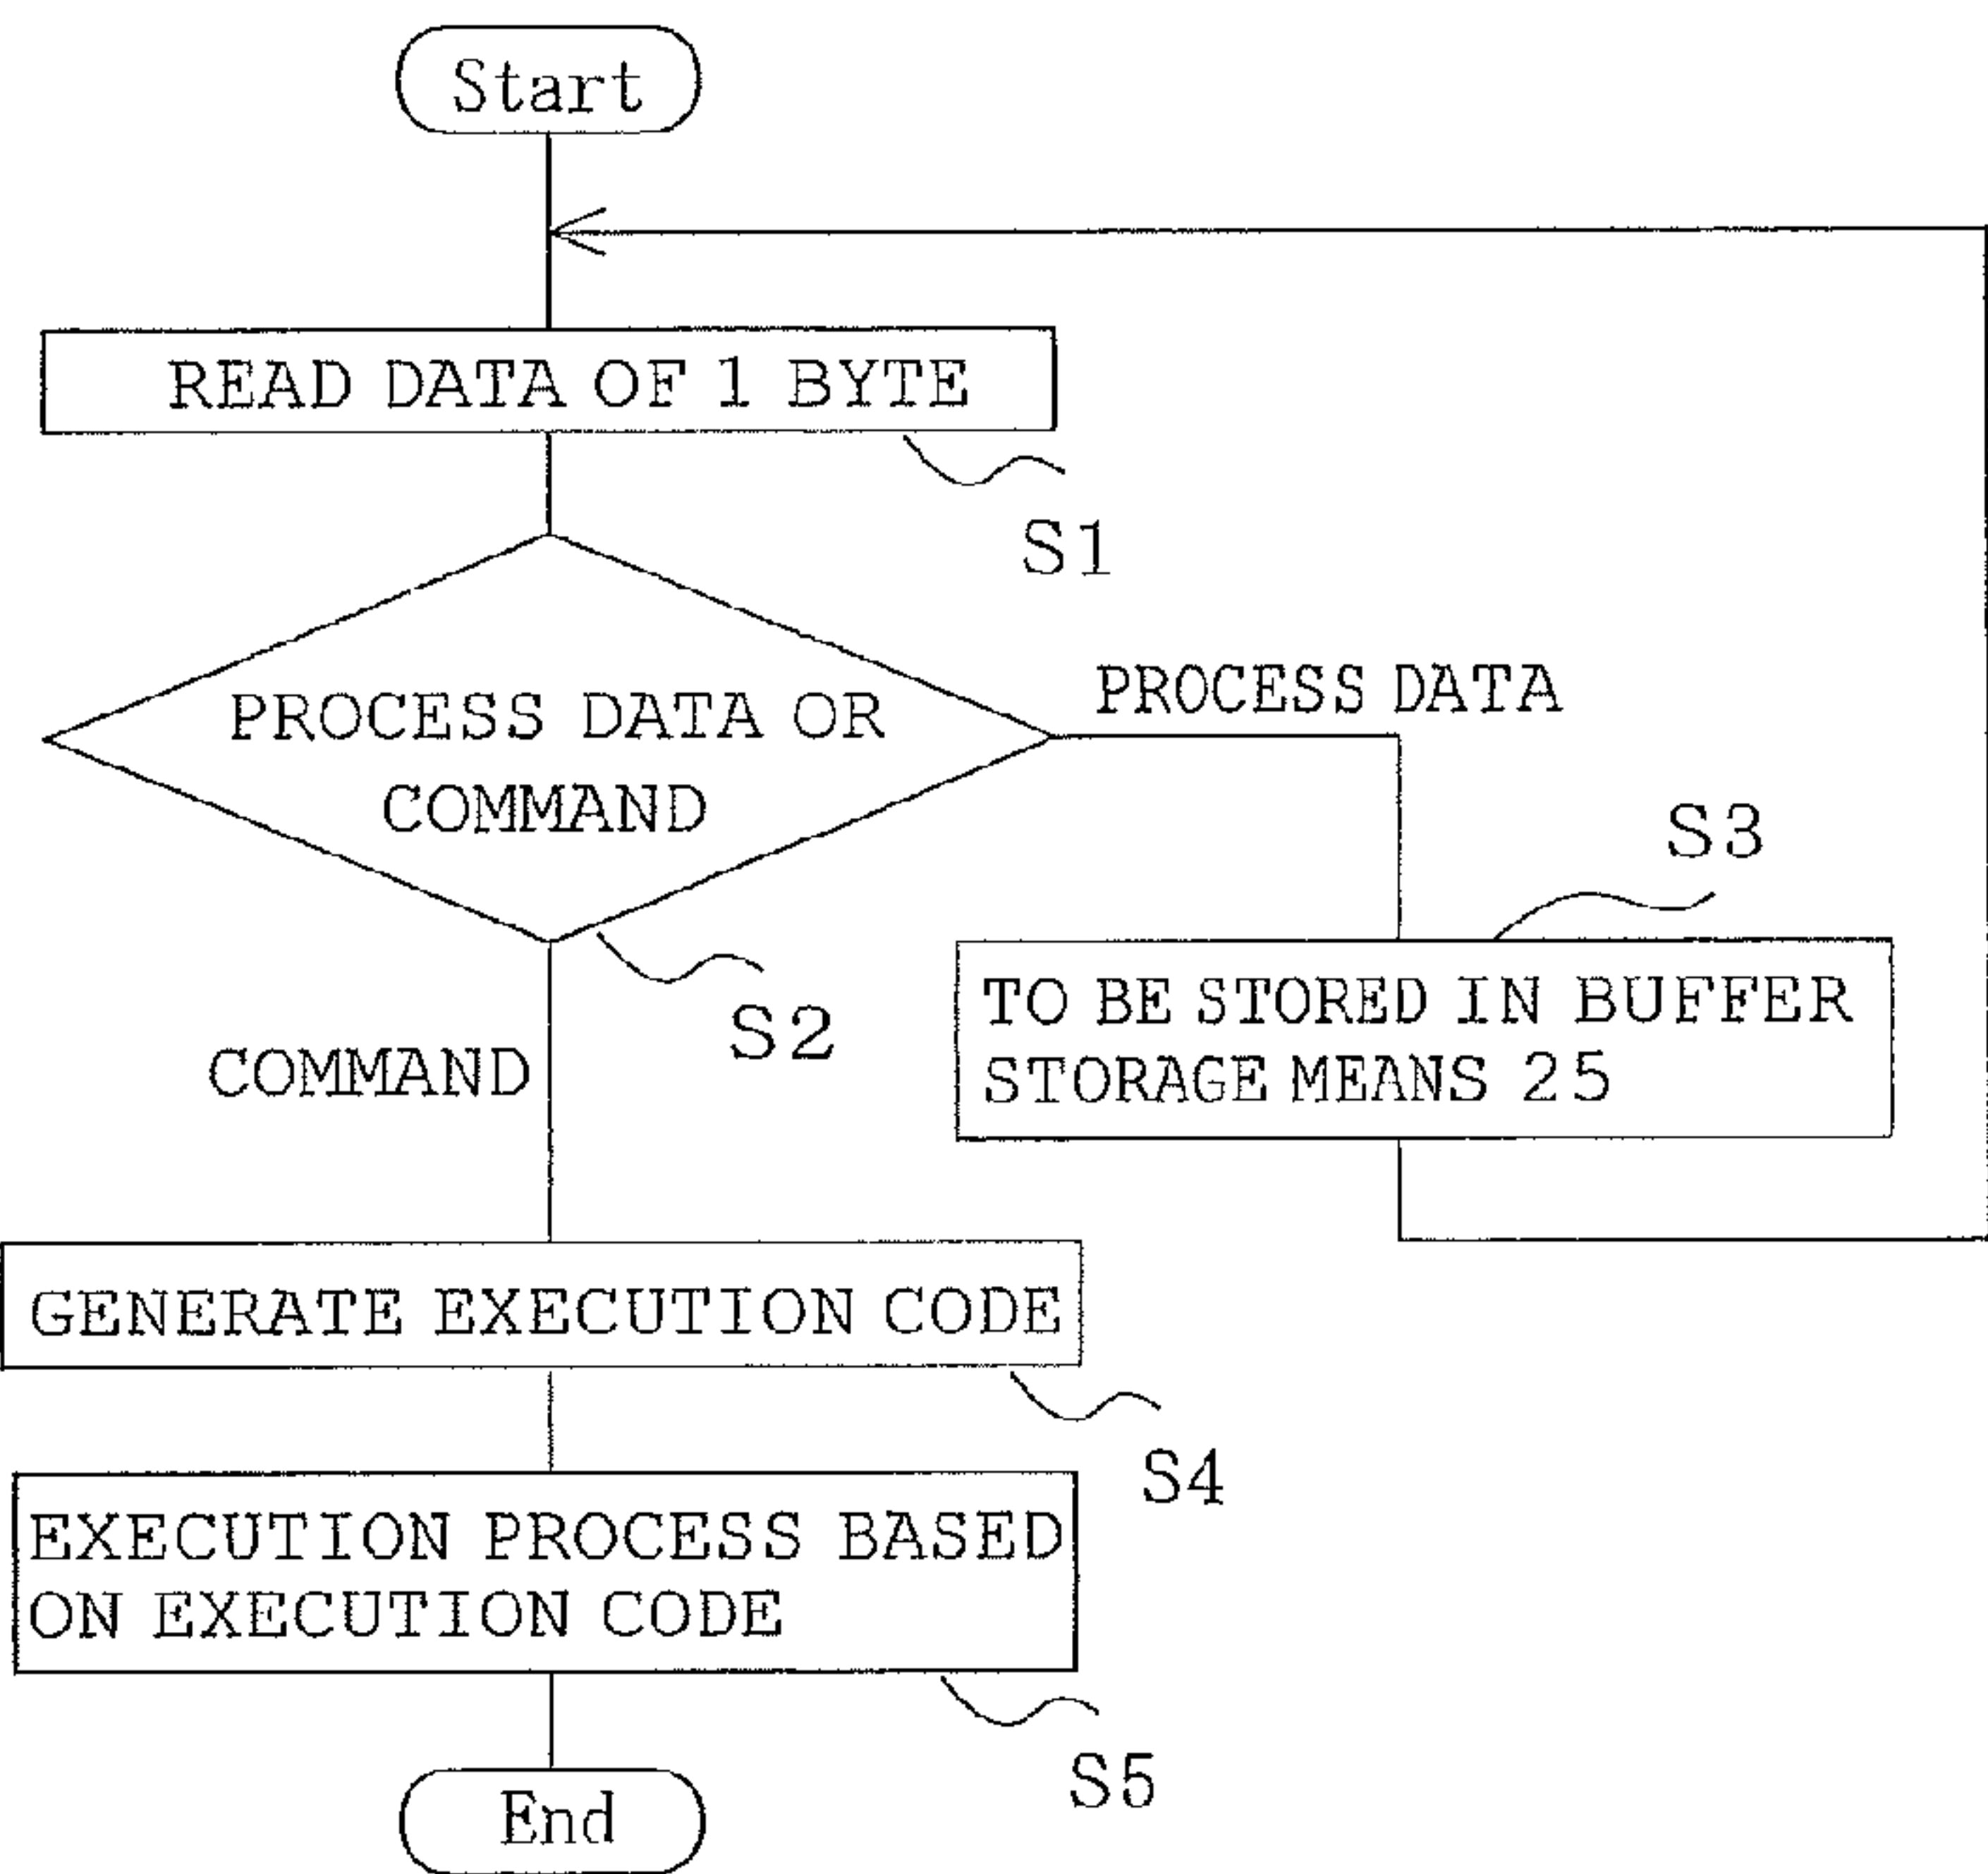 Start
READ DATA OF 1 BYTE
S1
PROCESS DATA OR
COMMAND
PROCESS DATA
S3
S2
TO BE STORED IN BUFFER
STORAGE MEANS 25
COMMAND
GENERATE EXECUTION CODE
S4
EXECUTION PROCESS BASED
ON EXECUTION CODE
S5
End